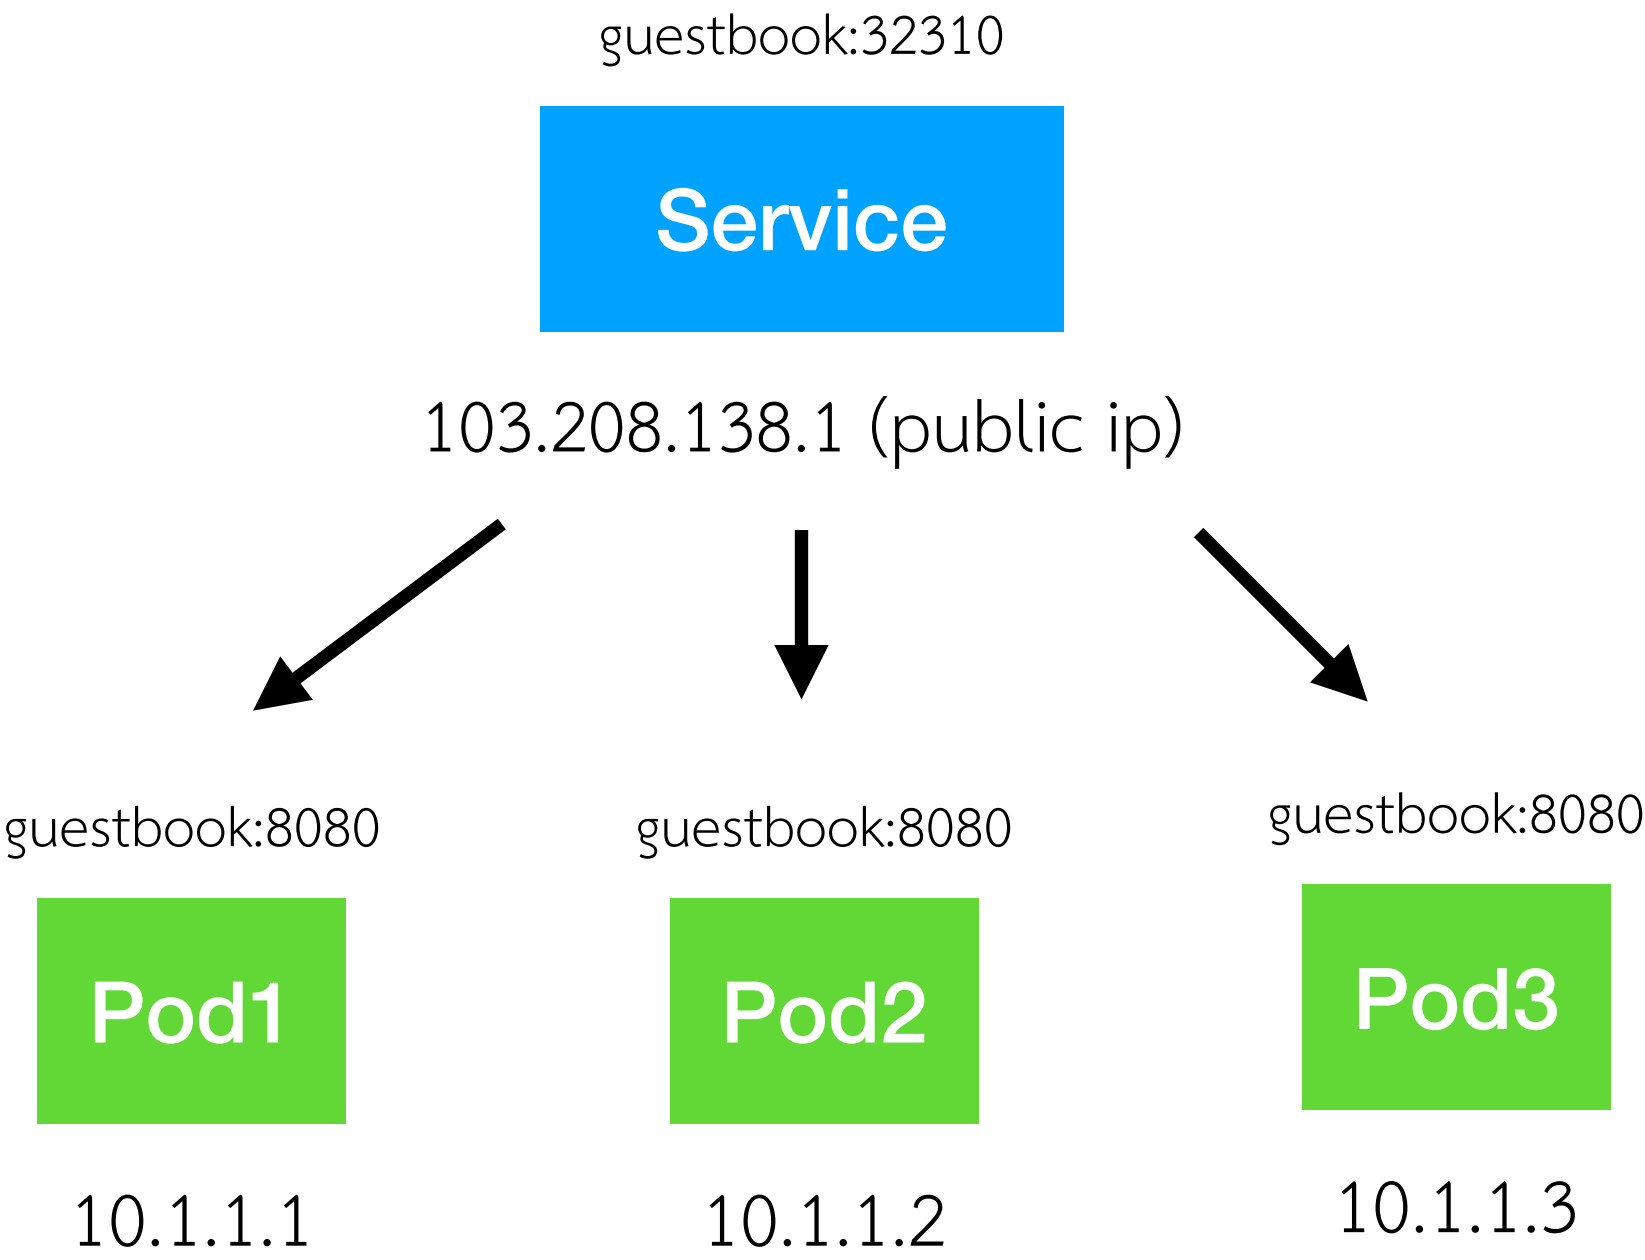 guestbook:32310
Service
103.208.138.1 (public ip)
guestbook:8080
guestbook:8080
guestbook:8080
Pod1
Pod2
Pod3
10.1.1.1
10.1.1.2
10.1.1.3